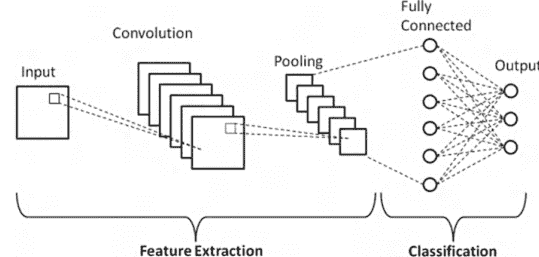 Fully
Connected
Convolution
Pooling
Output
Input
Feature Extraction
Classification